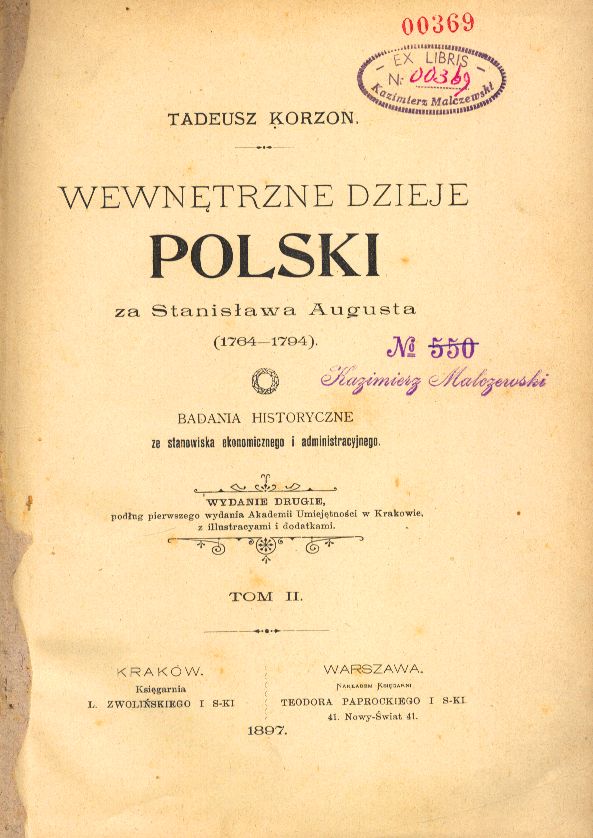 00369
EX LIBRIS
Nr 00369
Kazimierz Malczewski
TADEUSZ KORZON.
WEWNĘTRZNE DZIEJE
POLSKI
za Stanisława Augusta
(1764—1794).
№ 550
Kazimierz Malczewski
BADANIA HISTORYCZNE
ze stanowiska ekonomicznego i administracyjnego.
WYDANIE DRUGIE,
podług pierwszego wydania Akademii Umiejętności w Krakowie,
z illustracyami i dodatkami.
TOM II.
KRAKÓW.
Księgarnia
L. ZWOLIŃSKIEGO I S-KI
WARSZAWA.
NAKŁADEM KSIĘGARNI
TEODORA PAPROCKIEGO I S-KI
41. Nowy-Świat 41.
1897.